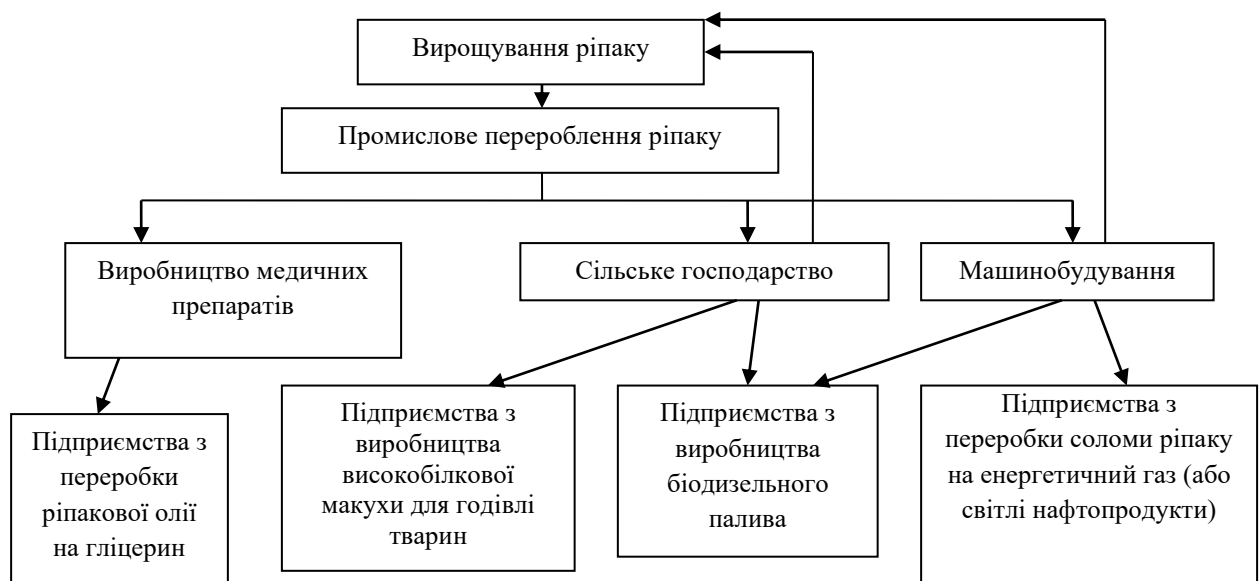 Вирощування ріпаку
Промислове перероблення ріпаку
Виробництво медичних
препаратів
Сільське господарство
Машинобудування
Підприємства з
переробки
ріпакової олії
на гліцерин
Підприємства з
виробництва
високобілкової
макухи для годівлі
тварин
Підприємства з
виробництва
біодизельного
палива
Підприємства з
переробки соломи ріпаку
на енергетичний газ (або
світлі нафтопродукти)